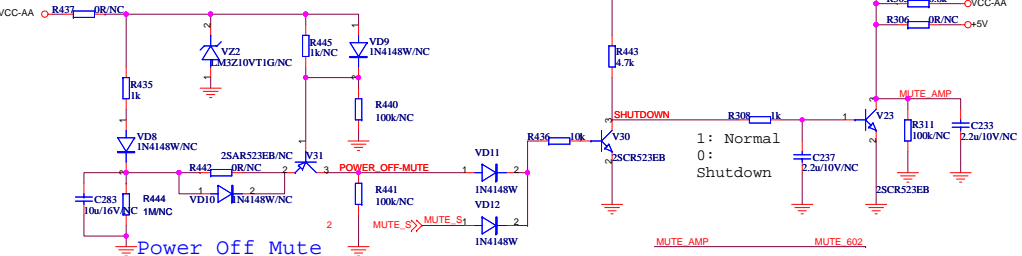 VCC-AA
R437
0R/NC
VZ2
LM3Z10VT1G/NC
R445
1k/NC
VD9
1N4148W/NC
R443
4.7k
VCC-AA
R306
0R/NC
+5V
R435
1k
R440
100k/NC
MUTE_AMP
SHUTDOWN
R308
1k
V23
R311
100k/NC
C233
2.2u/10V/NC
VD8
1N4148W/NC
R436
10k
V30
2SCR523EB
1: Normal
0:
Shutdown
C237
2.2u/10V/NC
2SCR523EB
2SAR523EB/NC
V31
R442
0R/NC
POWER_OFF-MUTE
VD11
1N4148W
VD10
1N4148W/NC
C283
10u/16V/NC
R444
1M/NC
R441
100k/NC
2
MUTE_S
MUTE_S
VD12
1N4148W
Power Off Mute
MUTE_AMP
MUTE_602